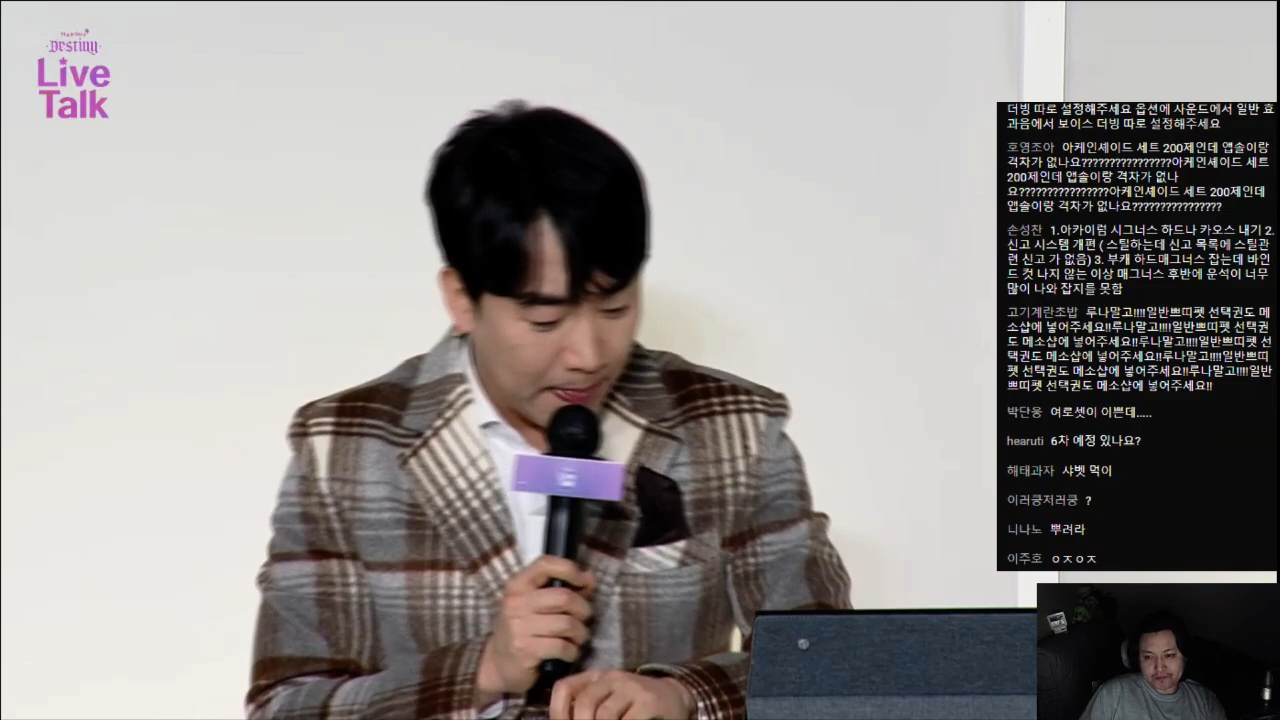 Destiny
Live
Talk
더빙 따로 설정해주세요 옵션에 사운드에서 일반 효
과음에서 보이스 더빙 따로 설정해주세요
호영조아 아케인셰이드 세트 200제인데 앱솔이랑
격차가 없나요????????????????아케인셰이드 세트
200제인데 앱솔이랑 격차가 없나
요????????????????아케인셰이드 세트 200제인데
앱솔이랑 격차가 없나요????????????????
손성찬 1.아카이럼 시그너스 하드나 카오스 내기 2.
신고 시스템 개편 ( 스틸하는데 신고 목록에 스틸관
련 신고 가 없음) 3. 부캐 하드매그너스 잡는데 바인
드 컷 나지 않는 이상 매그너스 후반에 운석이 너무
많이 나와 잡지를 못함
고기계란초밥 루나말고!!!!일반쁘띠펫 선택권도 메
소샵에 넣어주세요!!루나말고!!!!일반쁘띠펫 선택권
도 메소샵에 넣어주세요!!루나말고!!!!일반쁘띠펫 선
택권도 메소샵에 넣어주세요!!루나말고!!!!일반쁘띠
펫 선택권도 메소샵에 넣어주세요!!루나말고!!!!일반
쁘띠펫 선택권도 메소샵에 넣어주세요!!
박단웅 여로셋이 이쁜데.....
hearuti 6차 예정 있나요?
해태과자 샤벳 먹이
이러쿵저러쿵 ?
니나노 뿌려라
이주호 ㅇㅈㅇㅈ